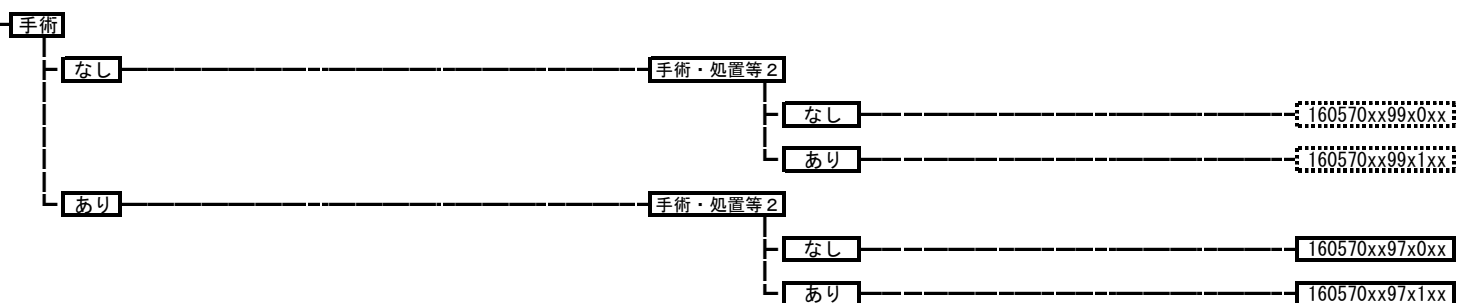 手術
なし 手術・処置等2
なし 160570xx99x0xx
あり 160570xx99x1xx
あり 手術・処置等2
なし 160570xx97x0xx
あり 160570xx97x1xx